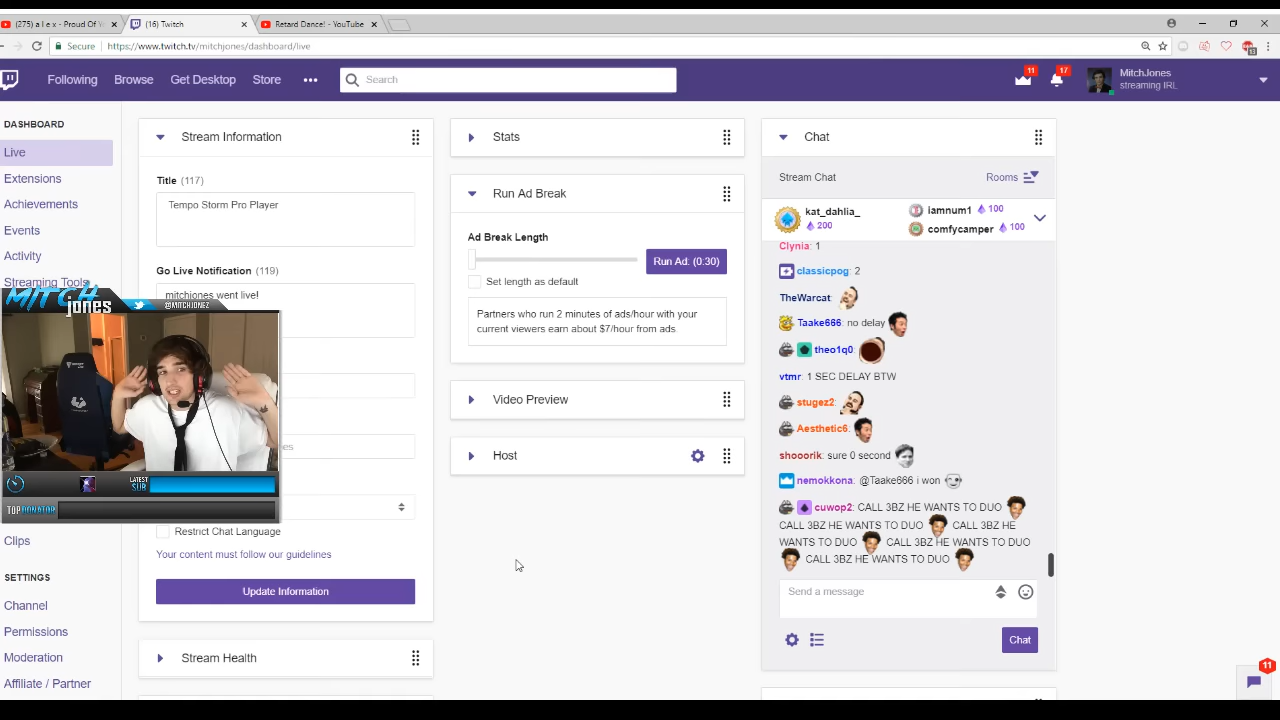 (275) a l e x - Proud Of Y
(16) Twitch
Retard Dance! - YouTube
Secure
https://www.twitch.tv/mitchjones/dashboard/live
13
Following
Browse
Get Desktop
Store
Search
11
17
MitchJones
streaming IRL
DASHBOARD
Live
Extensions
Achievements
Events
Activity
Streaming Tools
Clips
SETTINGS
Channel
Permissions
Moderation
Affiliate / Partner
Stream Information
Title (117)
Tempo Storm Pro Player
Go Live Notification (119)
mitchjones went live!
MITCH
jones
@MITCHJONEZ
LATEST
SUB
TOP DONATOR
Restrict Chat Language
Your content must follow our guidelines
Update Information
Stream Health
Stats
Run Ad Break
Ad Break Length
Run Ad: (0:30)
Set length as default
Partners who run 2 minutes of ads/hour with your
current viewers earn about $7/hour from ads.
Video Preview
Host
Chat
Stream Chat
Rooms
kat_dahlia_
200
iamnum1 100
comfycamper 100
Clynia: 1
classicpog: 2
TheWarcat:
Taake666: no delay
theo1q0:
vtmr: 1 SEC DELAY BTW
stugez2:
Aesthetic6:
shooorik: sure 0 second
nemokkona: @Taake666 i won
cuwop2: CALL 3BZ HE WANTS TO DUO
CALL 3BZ HE WANTS TO DUO CALL 3BZ HE
WANTS TO DUO CALL 3BZ HE WANTS TO DUO
CALL 3BZ HE WANTS TO DUO
Send a message
Chat
11